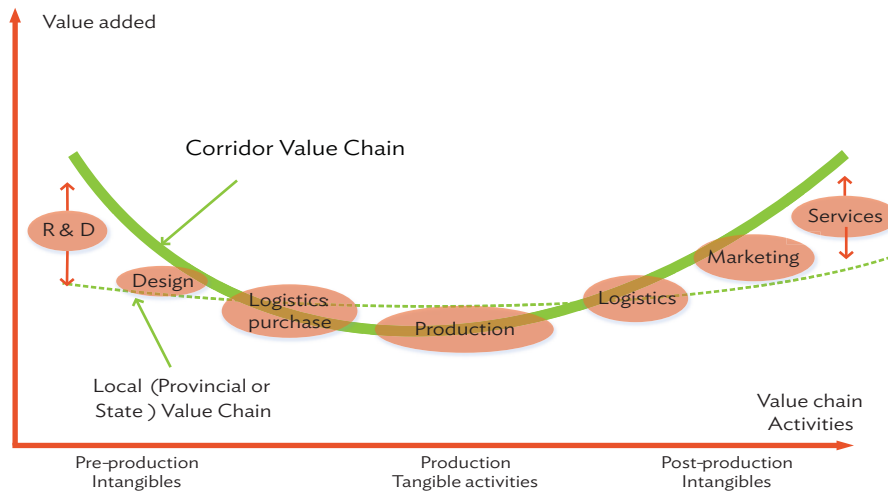 Value added
Corridor Value Chain
R & D
Services
Marketing
Design
Logistics
purchase
Logistics
Production
Local (Provincial or
State ) Value Chain
Value chain
Activities
Pre-production
Intangibles
Production
Tangible activities
Post-production
Intangibles